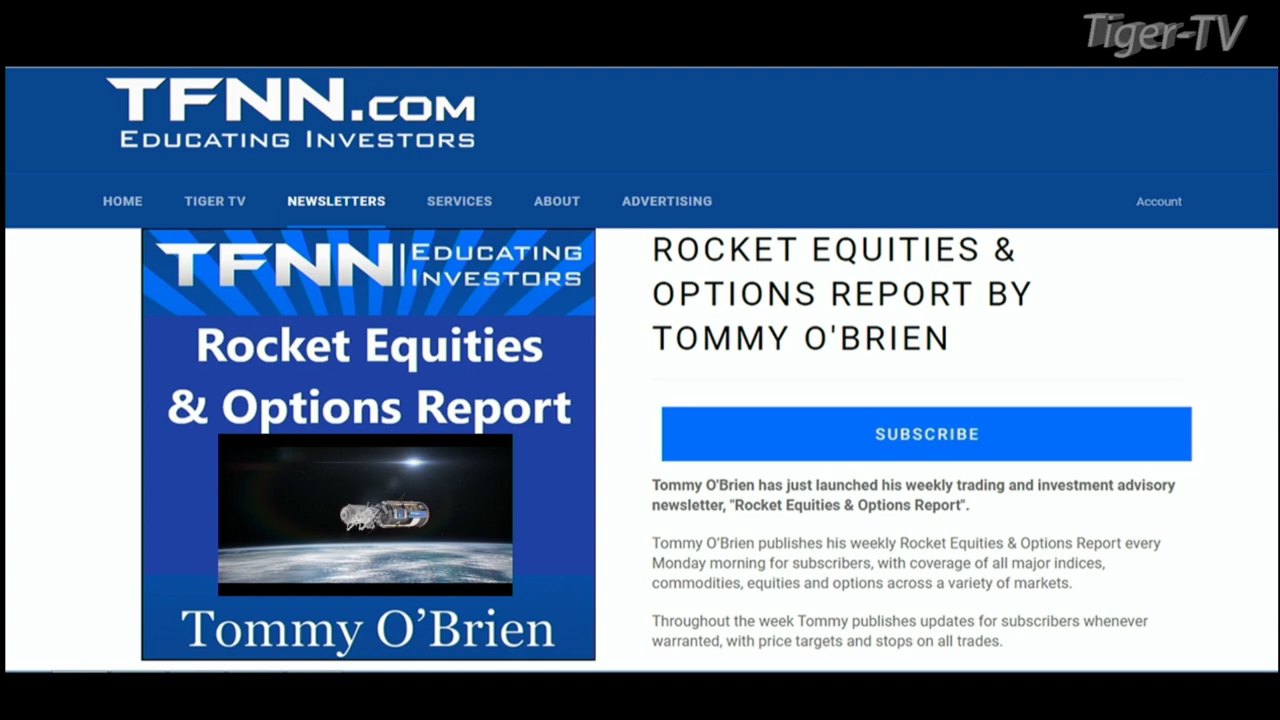 Tiger-TV
TFNN.COM
EDUCATING INVESTORS
HOME TIGER TV NEWSLETTERS SERVICES ABOUT ADVERTISING Account
TFNN EDUCATING
INVESTORS
Rocket Equities
& Options Report
Tommy O’Brien
ROCKET EQUITIES &
OPTIONS REPORT BY
TOMMY O'BRIEN
SUBSCRIBE
Tommy O'Brien has just launched his weekly trading and investment advisory
newsletter, "Rocket Equities & Options Report".
Tommy O’Brien publishes his weekly Rocket Equities & Options Report every
Monday morning for subscribers, with coverage of all major indices,
commodities, equities and options across a variety of markets.
Throughout the week Tommy publishes updates for subscribers whenever
warranted, with price targets and stops on all trades.